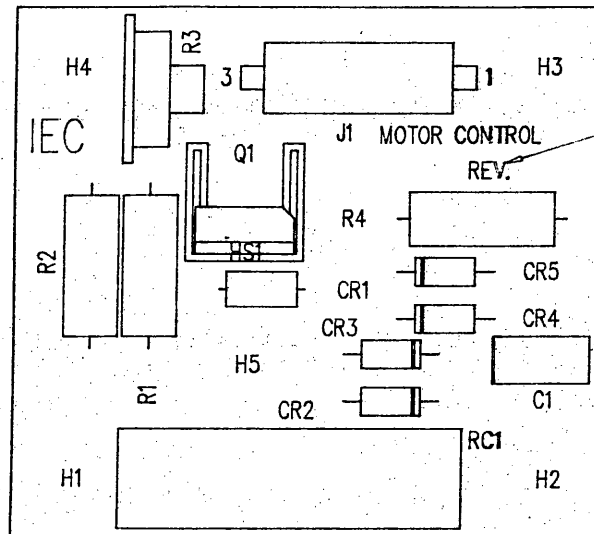 H4
R3
3
1
H3
IEC
J1 MOTOR CONTROL
Q1
REV.
R4
R2
HS1
CR5
CR1
CR4
CR3
H5
R1
C1
CR2
RC1
H1
H2